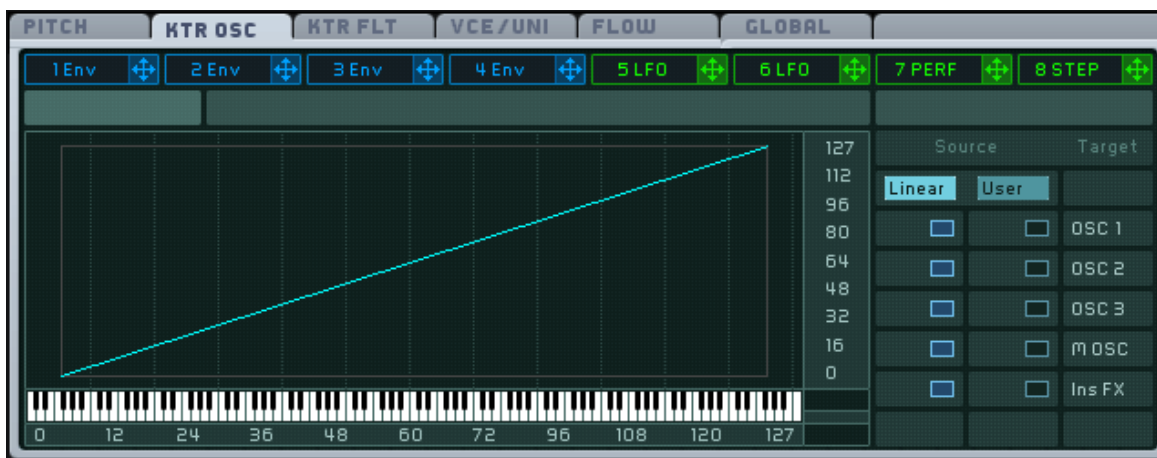 PITCH KTR OSC KTR FLT VCE/UNI FLOW GLOBAL
1 Env 2 Env 3 Env 4 Env 5 LFO 6 LFO 7 PERF 8 STEP
Source Target
Linear User
127
112
96
80
64
48
32
16
0
OSC 1
OSC 2
OSC 3
M OSC
Ins FX
0 12 24 36 48 60 72 96 108 120 127